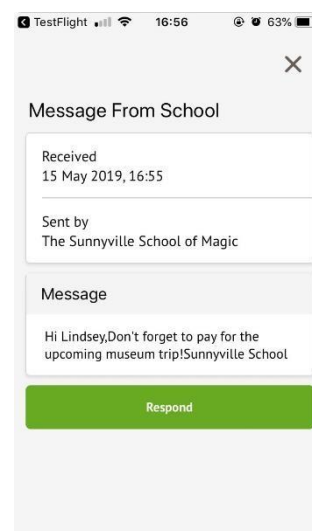 TestFlight 16:56 63%
Message From School
Received
15 May 2019, 16:55
Sent by
The Sunnyville School of Magic
Message
Hi Lindsey,Don't forget to pay for the
upcoming museum trip!Sunnyville School
Respond